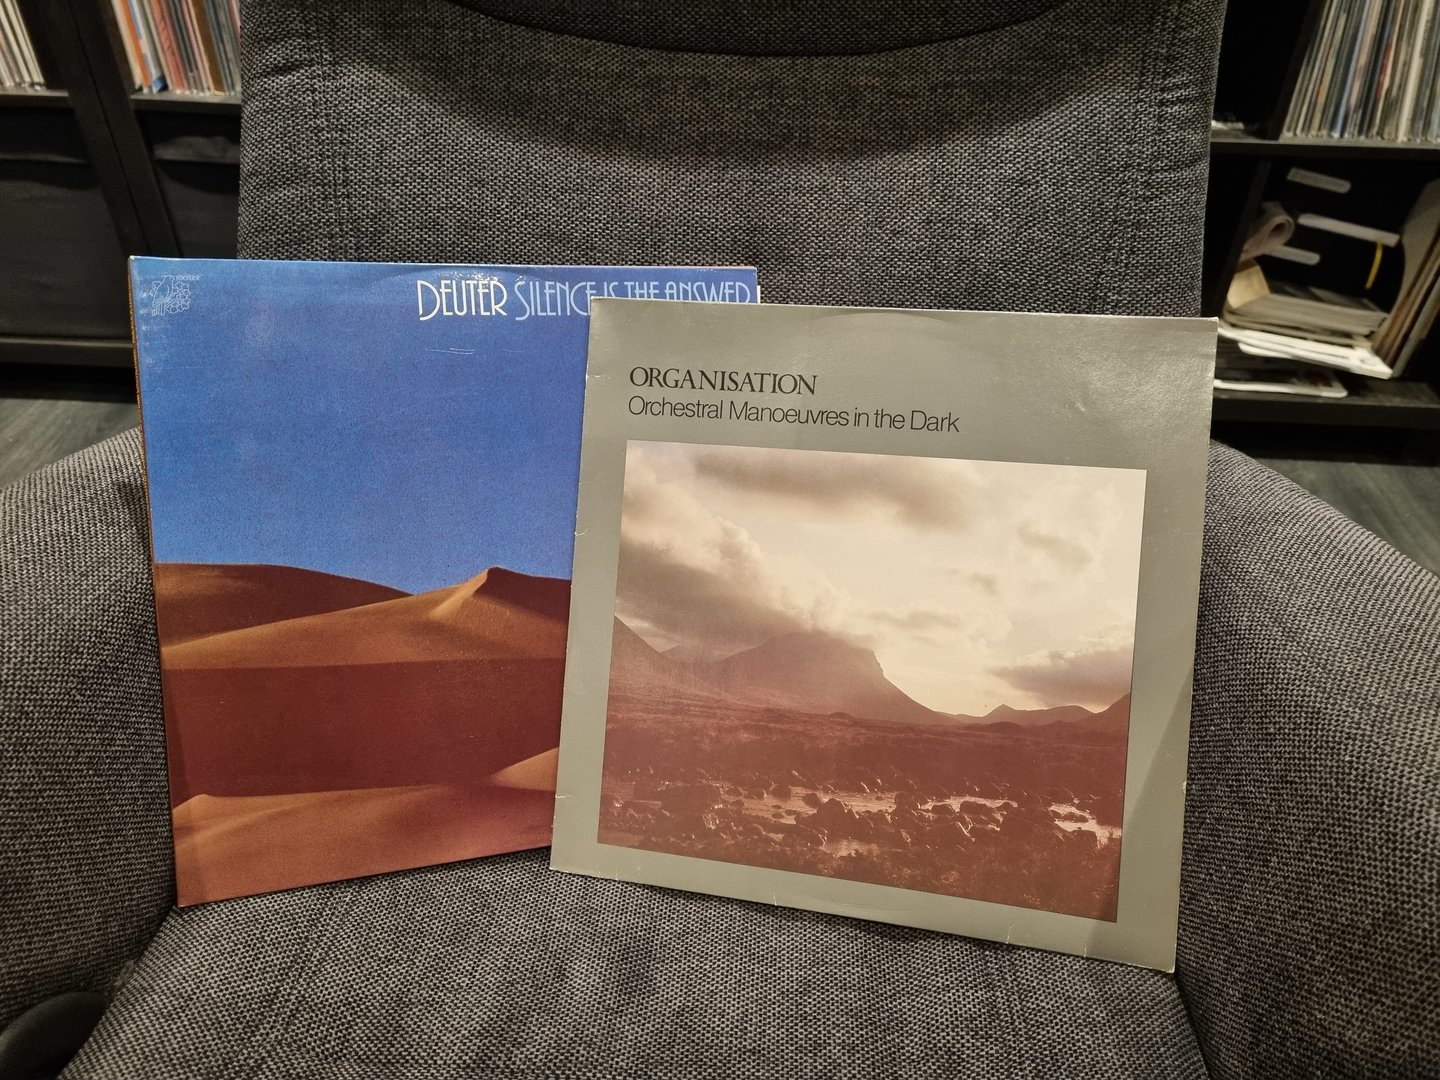 DEUTER SILENCE IS THE ANSWER
ORGANISATION
Orchestral Manoeuvres in the Dark